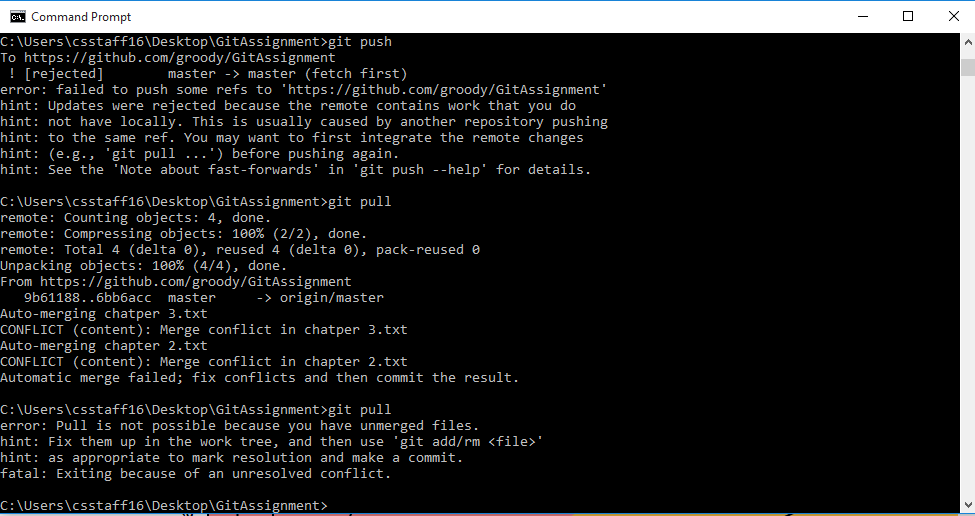 Command Prompt
C:\Users\csstaff16\Desktop\GitAssignment>git push
To https://github.com/groody/GitAssignment
! [rejected]        master -> master (fetch first)
error: failed to push some refs to 'https://github.com/groody/GitAssignment'
hint: Updates were rejected because the remote contains work that you do
hint: not have locally. This is usually caused by another repository pushing
hint: to the same ref. You may want to first integrate the remote changes
hint: (e.g., 'git pull ...') before pushing again.
hint: See the 'Note about fast-forwards' in 'git push --help' for details.
C:\Users\csstaff16\Desktop\GitAssignment>git pull
remote: Counting objects: 4, done.
remote: Compressing objects: 100% (2/2), done.
remote: Total 4 (delta 0), reused 4 (delta 0), pack-reused 0
Unpacking objects: 100% (4/4), done.
From https://github.com/groody/GitAssignment
   9b61188..6bb6acc  master     -> origin/master
Auto-merging chatper 3.txt
CONFLICT (content): Merge conflict in chatper 3.txt
Auto-merging chapter 2.txt
CONFLICT (content): Merge conflict in chapter 2.txt
Automatic merge failed; fix conflicts and then commit the result.
C:\Users\csstaff16\Desktop\GitAssignment>git pull
error: Pull is not possible because you have unmerged files.
hint: Fix them up in the work tree, and then use 'git add/rm <file>'
hint: as appropriate to mark resolution and make a commit.
fatal: Exiting because of an unresolved conflict.
C:\Users\csstaff16\Desktop\GitAssignment>